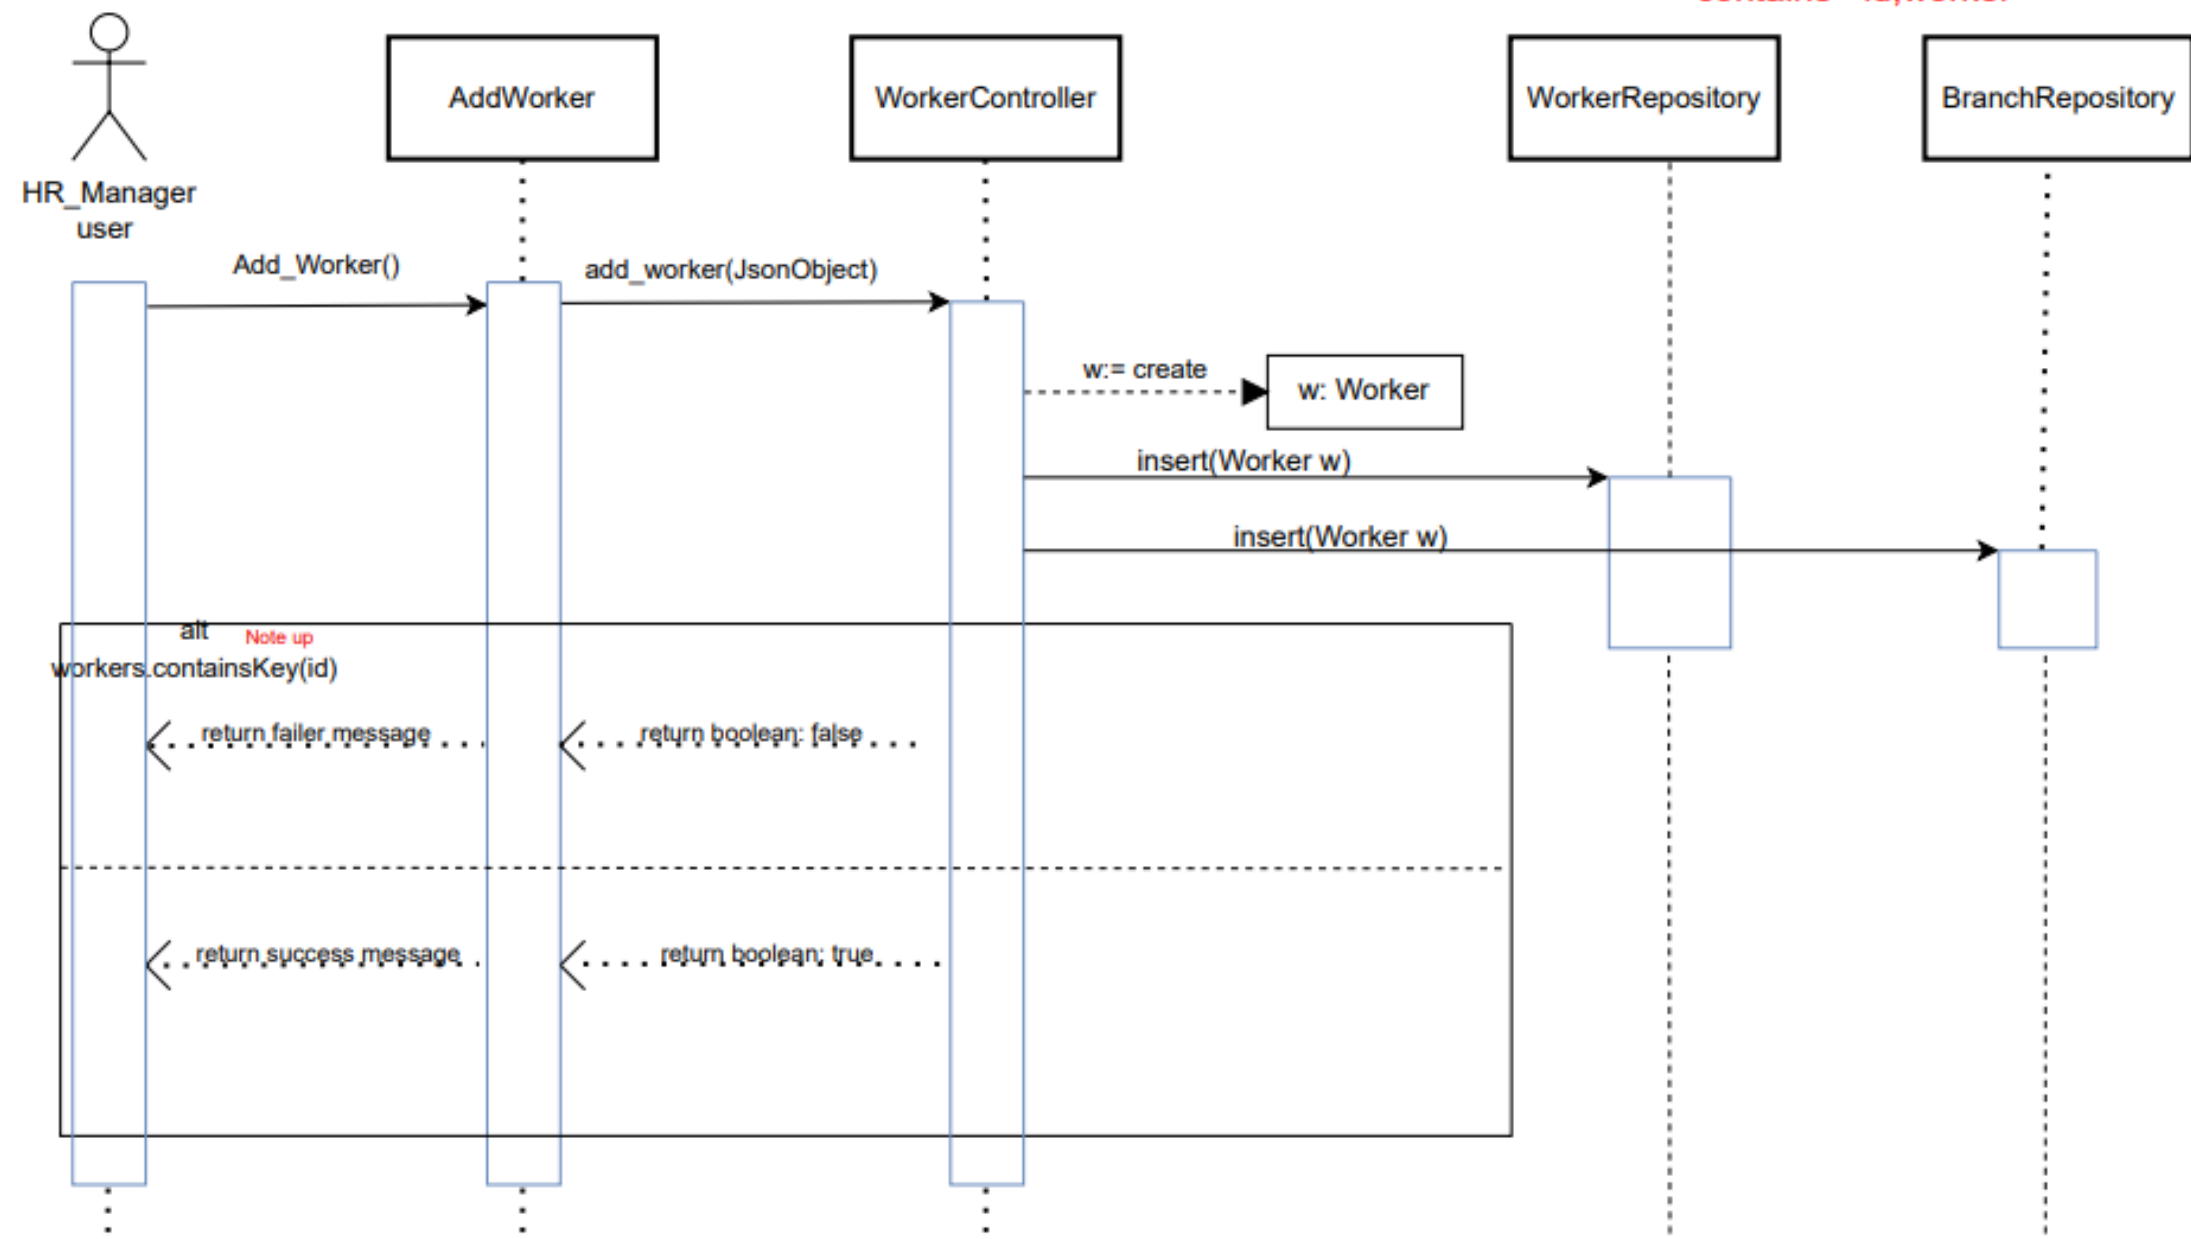 AddWorker
WorkerController
WorkerRepository
BranchRepository
HR_Manager
user
Add_Worker()
add_worker(JsonObject)
w:= create
w: Worker
insert(Worker w)
insert(Worker w)
alt
Note up
workers.containsKey(id)
return failer message
return boolean: false
return success message
return boolean: true